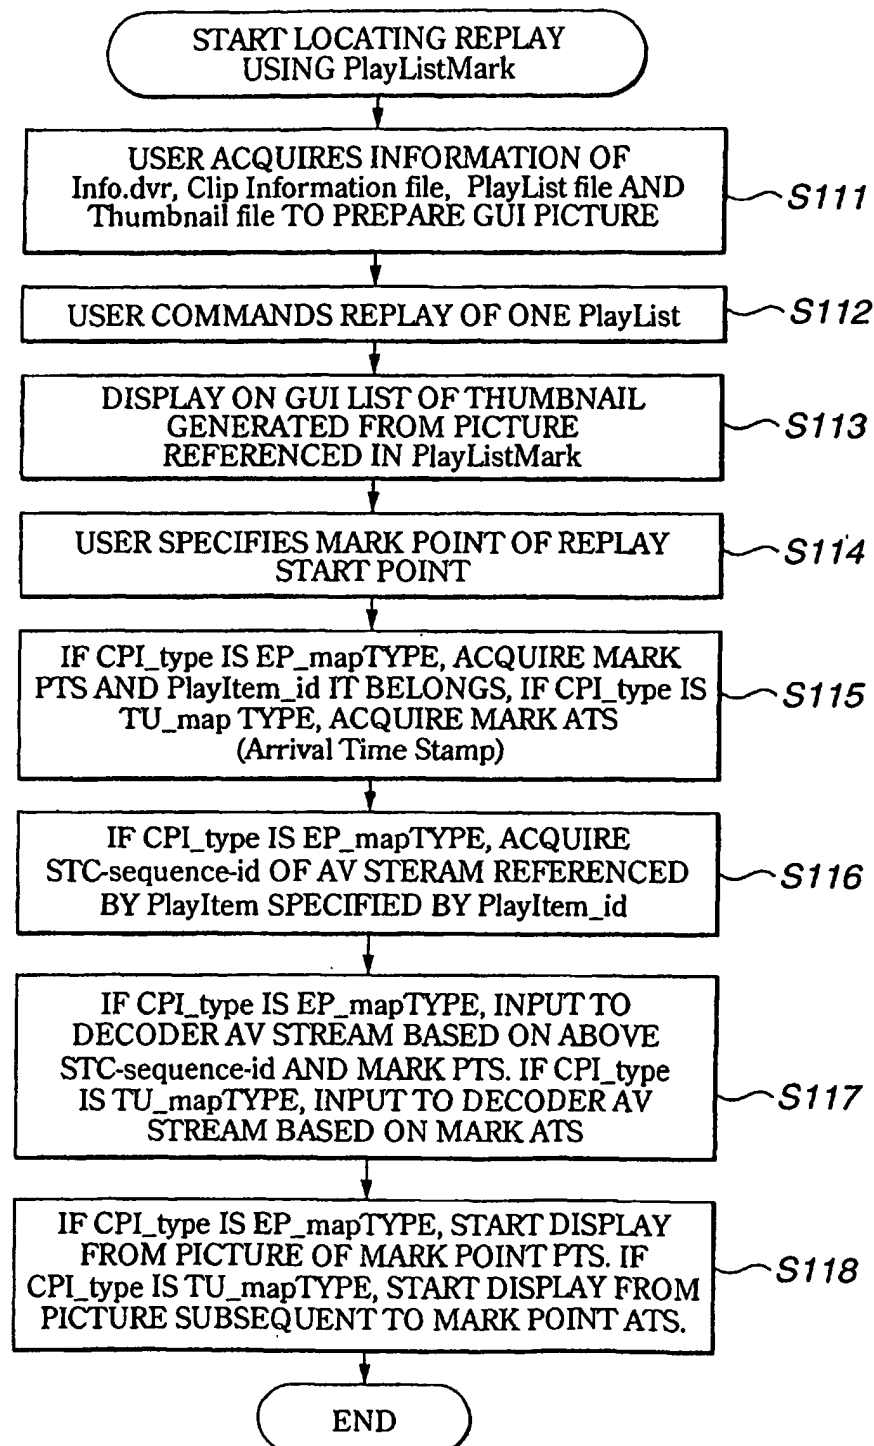 START LOCATING REPLAY
USING PlayListMark
USER ACQUIRES INFORMATION OF
Info.dvr, Clip Information file, PlayList file AND
Thumbnail file TO PREPARE GUI PICTURE
S111
USER COMMANDS REPLAY OF ONE PlayList
S112
DISPLAY ON GUI LIST OF THUMBNAIL
GENERATED FROM PICTURE
REFERENCED IN PlayListMark
S113
USER SPECIFIES MARK POINT OF REPLAY
START POINT
S114
IF CPI_type IS EP_mapTYPE, ACQUIRE MARK
PTS AND PlayItem_id IT BELONGS, IF CPI_type IS
TU_map TYPE, ACQUIRE MARK ATS
(Arrival Time Stamp)
S115
IF CPI_type IS EP_mapTYPE, ACQUIRE
STC-sequence-id OF AV STERAM REFERENCED
BY PlayItem SPECIFIED BY PlayItem_id
S116
IF CPI_type IS EP_mapTYPE, INPUT TO
DECODER AV STREAM BASED ON ABOVE
STC-sequence-id AND MARK PTS. IF CPI_type
IS TU_mapTYPE, INPUT TO DECODER AV
STREAM BASED ON MARK ATS
S117
IF CPI_type IS EP_mapTYPE, START DISPLAY
FROM PICTURE OF MARK POINT PTS. IF
CPI_type IS TU_mapTYPE, START DISPLAY FROM
PICTURE SUBSEQUENT TO MARK POINT ATS.
S118
END